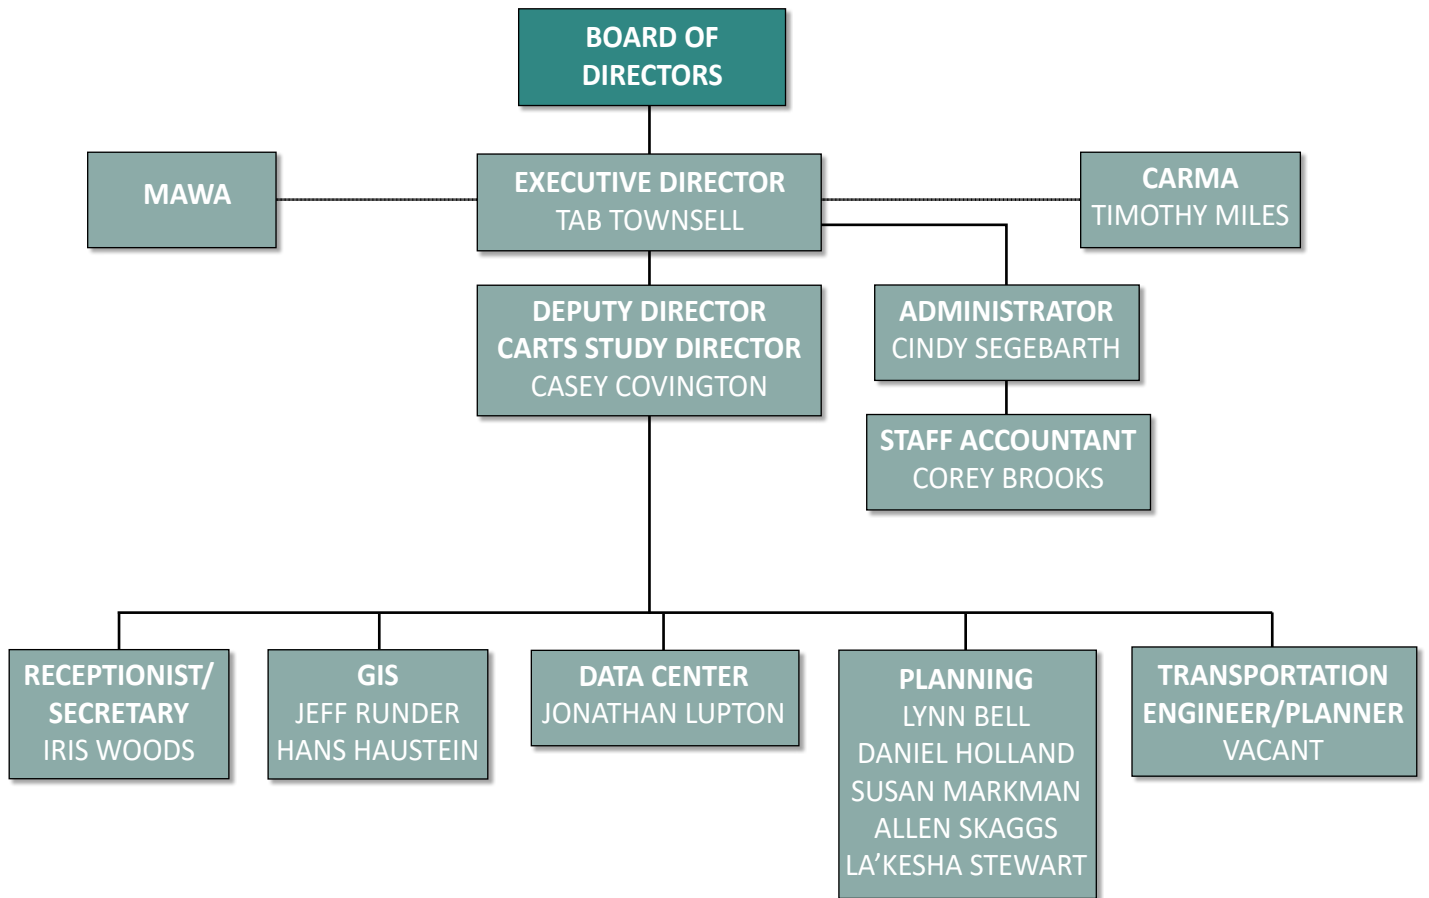 BOARD OF
DIRECTORS
MAWA
EXECUTIVE DIRECTOR
TAB TOWNSELL
CARMA
TIMOTHY MILES
DEPUTY DIRECTOR
CARTS STUDY DIRECTOR
CASEY COVINGTON
ADMINISTRATOR
CINDY SEGEBARTH
STAFF ACCOUNTANT
COREY BROOKS
RECEPTIONIST/
SECRETARY
IRIS WOODS
GIS
JEFF RUNDER
HANS HAUSTEIN
DATA CENTER
JONATHAN LUPTON
PLANNING
LYNN BELL
DANIEL HOLLAND
SUSAN MARKMAN
ALLEN SKAGGS
LA’KESHA STEWART
TRANSPORTATION
ENGINEER/PLANNER
VACANT